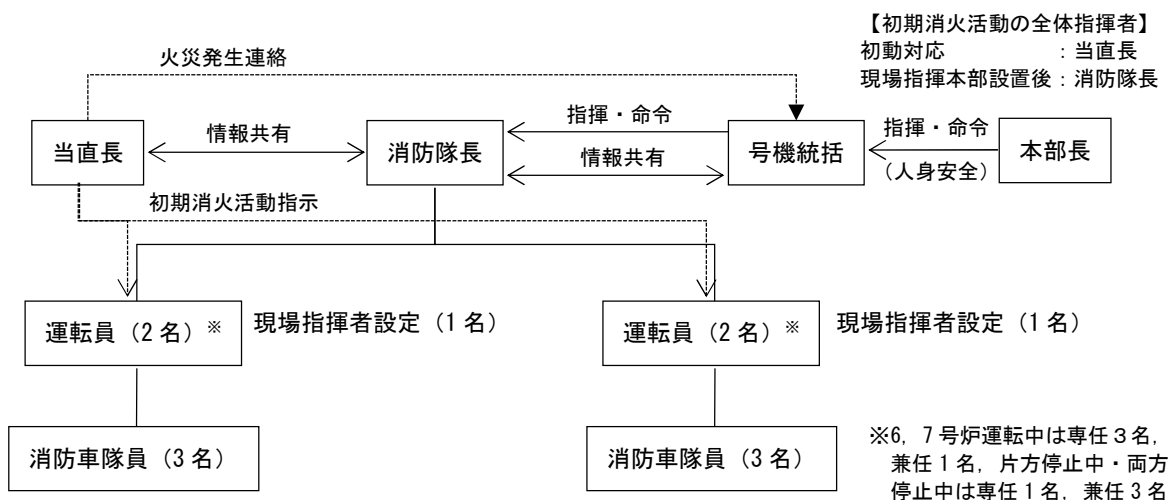 【初期消火活動の全体指揮者】
初動対応　　　　　：当直長
現場指揮本部設置後：消防隊長
火災発生連絡
当直長
情報共有
消防隊長
指揮・命令
情報共有
号機統括
指揮・命令
（人身安全）
本部長
初期消火活動指示
運転員（2名）※
現場指揮者設定（1名）
運転員（2名）※
現場指揮者設定（1名）
消防車隊員（3名）
消防車隊員（3名）
※6，7号炉運転中は専任３名，
兼任1名，片方停止中・両方
停止中は専任1名，兼任3名